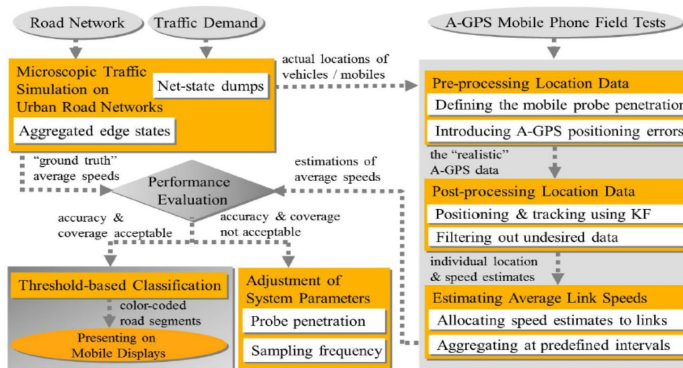 Road Network
Traffic Demand
A-GPS Mobile Phone Field Tests
Microscopic Traffic
Simulation on
Urban Road Networks
Net-state dumps
Aggregated edge states
actual locations of
vehicles / mobiles
Pre-processing Location Data
Defining the mobile probe penetration
Introducing A-GPS positioning errors
"ground truth"
average speeds
Performance
Evaluation
estimations of
average speeds
the "realistic"
A-GPS data
Post-processing Location Data
Positioning & tracking using KF
Filtering out undesired data
accuracy &
coverage acceptable
accuracy & coverage
not acceptable
individual location
& speed estimates
Threshold-based Classification
color-coded
road segments
Presenting on
Mobile Displays
Adjustment of
System Parameters
Probe penetration
Sampling frequency
Estimating Average Link Speeds
Allocating speed estimates to links
Aggregating at predefined intervals